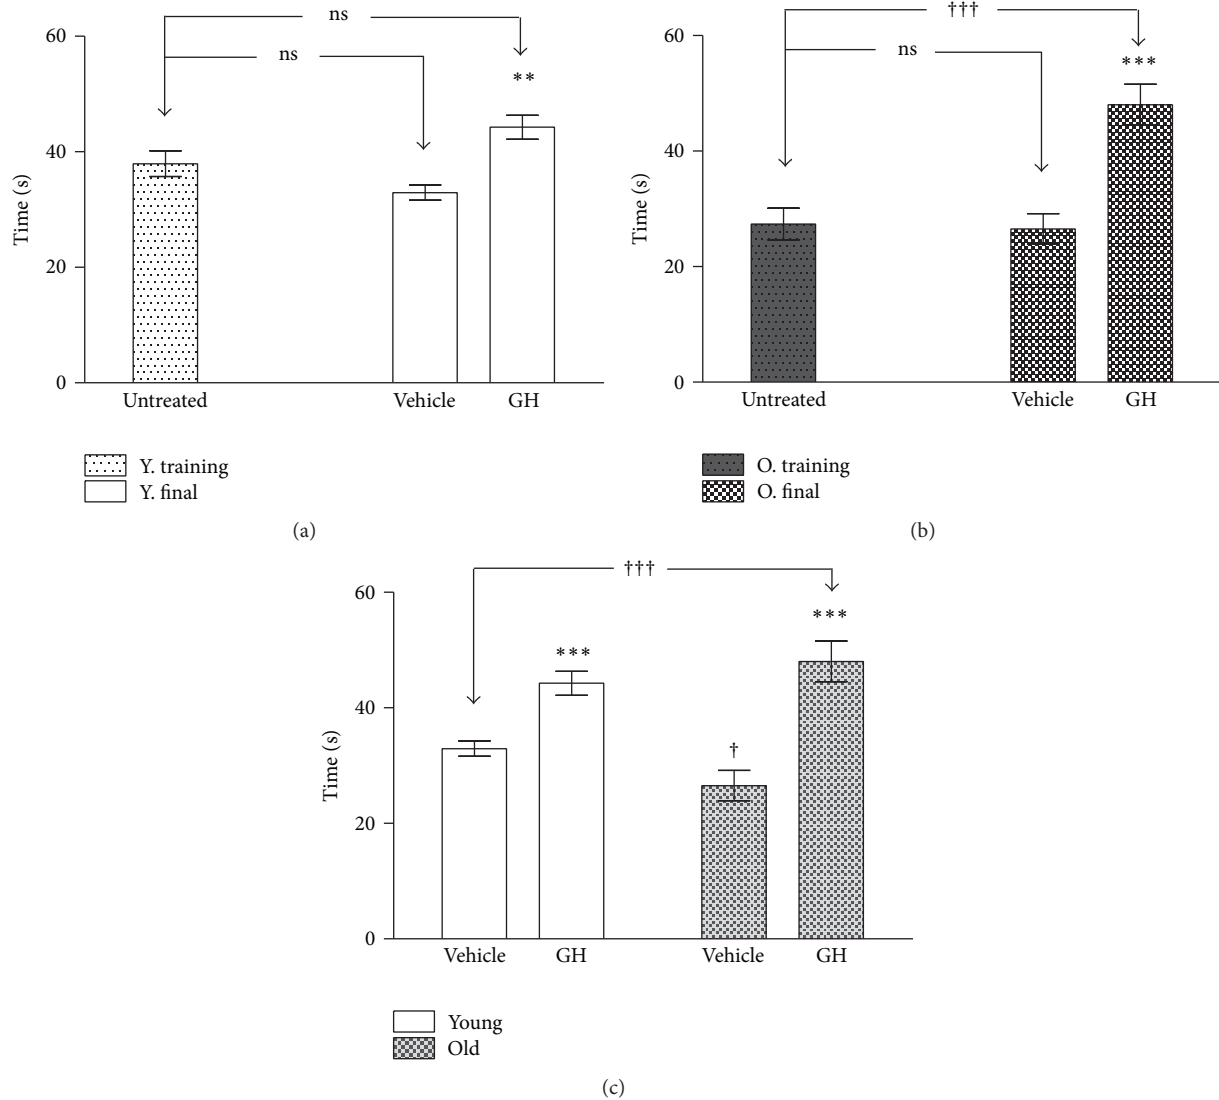 ns
ns
**
60
40
20
0
Time (s)
Untreated
Vehicle
GH
Y. training
Y. final
(a)
†††
ns
***
60
40
20
0
Time (s)
Untreated
Vehicle
GH
O. training
O. final
(b)
†††
***
***
†
60
40
20
0
Time (s)
Vehicle
GH
Vehicle
GH
Young
Old
(c)